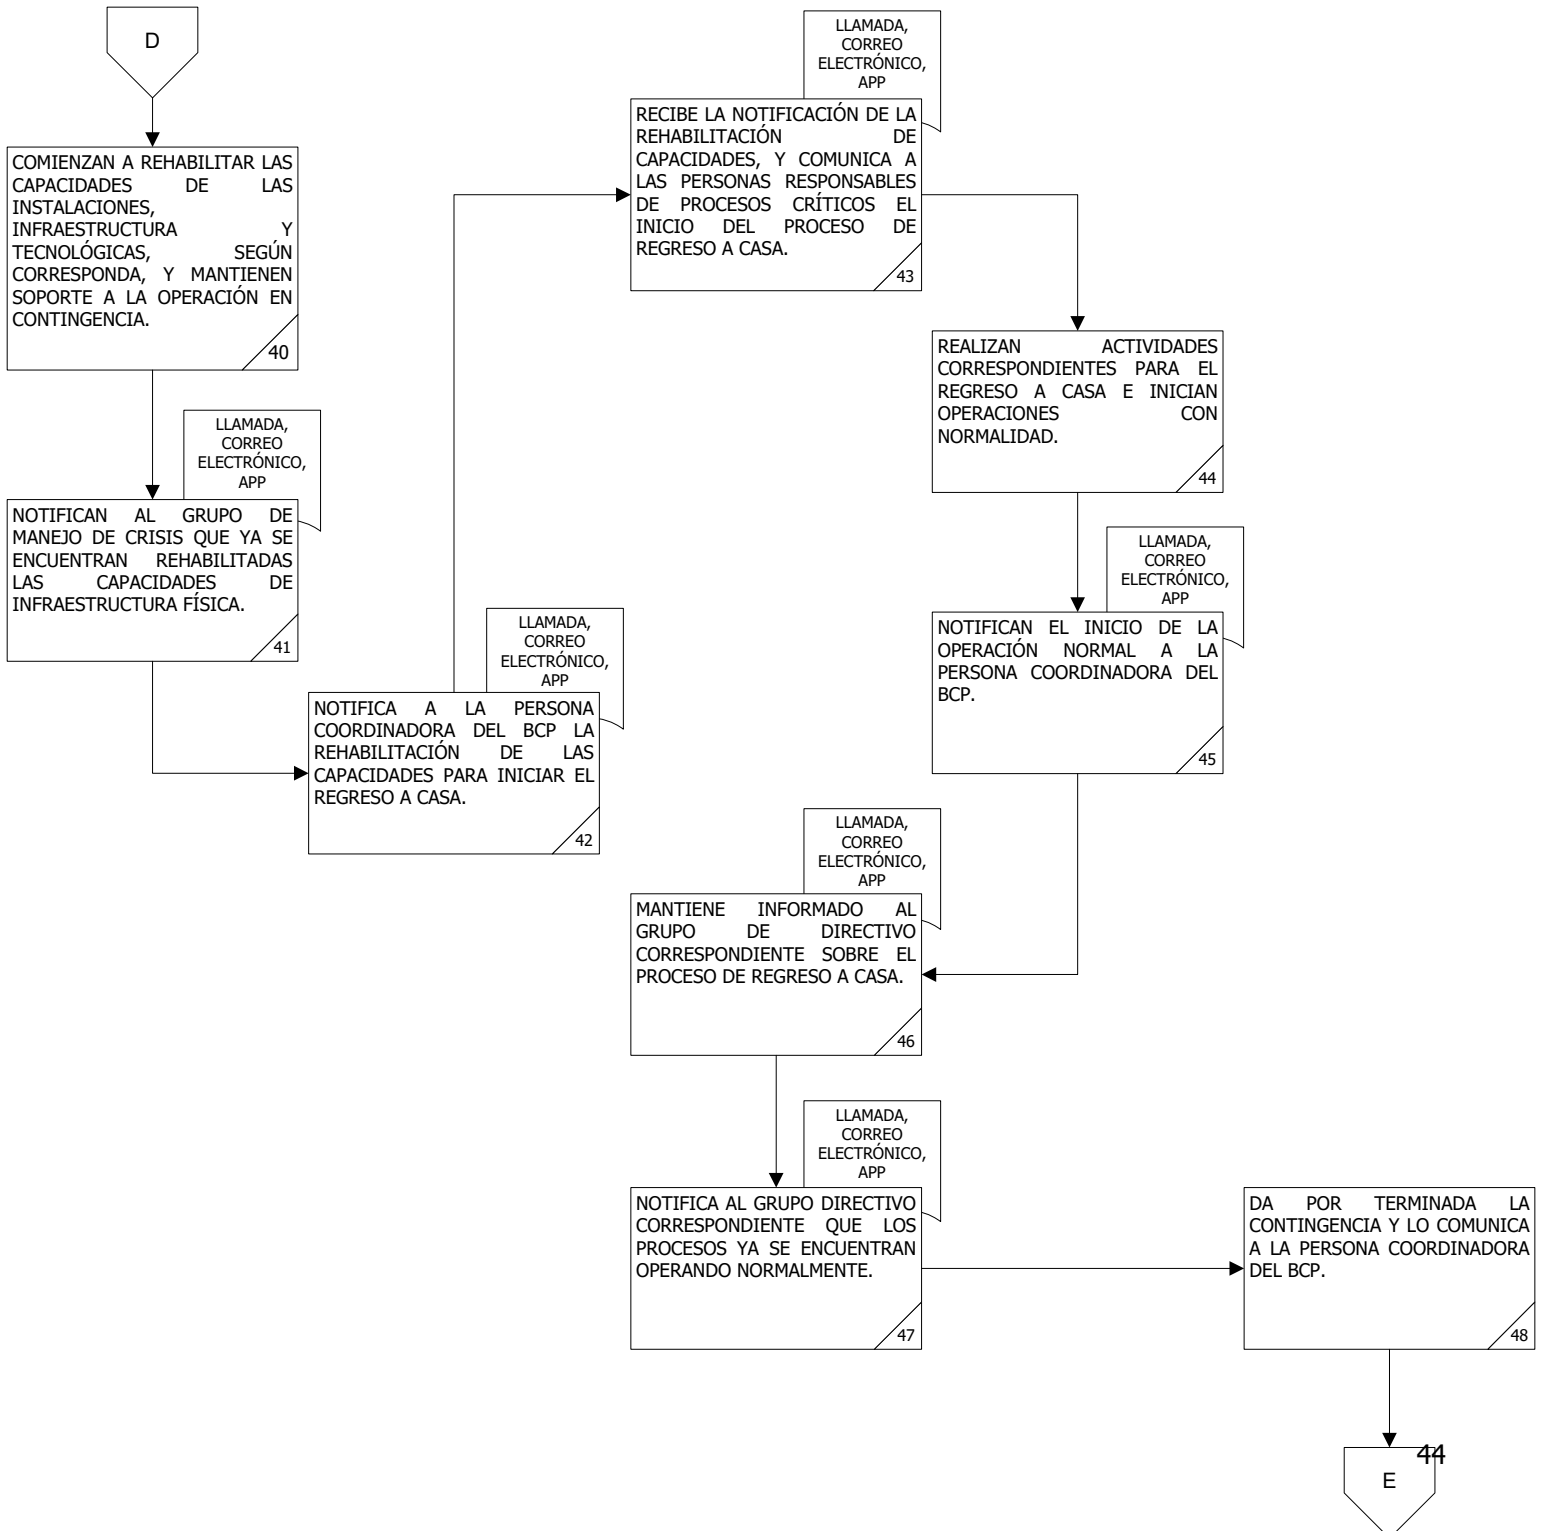 D
COMIENZAN A REHABILITAR LAS
CAPACIDADES DE LAS
INSTALACIONES,
INFRAESTRUCTURA Y
TECNOLÓGICAS, SEGÚN
CORRESPONDA, Y MANTIENEN
SOPORTE A LA OPERACIÓN EN
CONTINGENCIA.
40
LLAMADA,
CORREO
ELECTRÓNICO,
APP
NOTIFICAN AL GRUPO DE
MANEJO DE CRISIS QUE YA SE
ENCUENTRAN REHABILITADAS
LAS CAPACIDADES DE
INFRAESTRUCTURA FÍSICA.
41
LLAMADA,
CORREO
ELECTRÓNICO,
APP
NOTIFICA A LA PERSONA
COORDINADORA DEL BCP LA
REHABILITACIÓN DE LAS
CAPACIDADES PARA INICIAR EL
REGRESO A CASA.
42
LLAMADA,
CORREO
ELECTRÓNICO,
APP
RECIBE LA NOTIFICACIÓN DE LA
REHABILITACIÓN DE
CAPACIDADES, Y COMUNICA A
LAS PERSONAS RESPONSABLES
DE PROCESOS CRÍTICOS EL
INICIO DEL PROCESO DE
REGRESO A CASA.
43
REALIZAN ACTIVIDADES
CORRESPONDIENTES PARA EL
REGRESO A CASA E INICIAN
OPERACIONES CON
NORMALIDAD.
44
LLAMADA,
CORREO
ELECTRÓNICO,
APP
NOTIFICAN EL INICIO DE LA
OPERACIÓN NORMAL A LA
PERSONA COORDINADORA DEL
BCP.
45
LLAMADA,
CORREO
ELECTRÓNICO,
APP
MANTIENE INFORMADO AL
GRUPO DE DIRECTIVO
CORRESPONDIENTE SOBRE EL
PROCESO DE REGRESO A CASA.
46
LLAMADA,
CORREO
ELECTRÓNICO,
APP
NOTIFICA AL GRUPO DIRECTIVO
CORRESPONDIENTE QUE LOS
PROCESOS YA SE ENCUENTRAN
OPERANDO NORMALMENTE.
47
DA POR TERMINADA LA
CONTINGENCIA Y LO COMUNICA
A LA PERSONA COORDINADORA
DEL BCP.
48
44
E